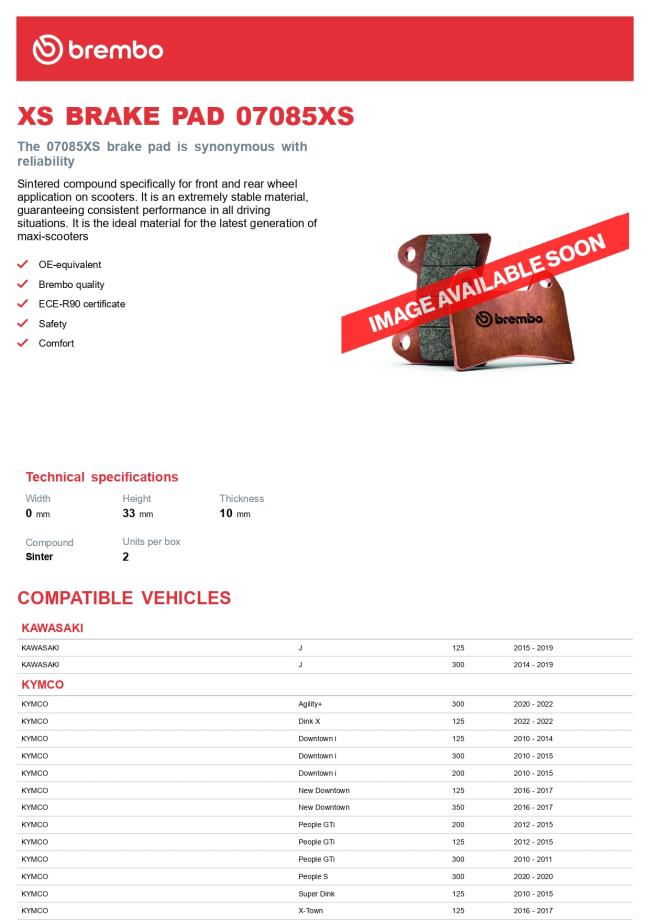 brembo
XS BRAKE PAD 07085XS
The 07085XS brake pad is synonymous with
reliability
Sintered compound specifically for front and rear wheel
application on scooters. It is an extremely stable material,
guaranteeing consistent performance in all driving
situations. It is the ideal material for the latest generation of
maxi-scooters
OE-equivalent
Brembo quality
ECE-R90 certificate
Safety
Comfort
IMAGE AVAILABLE SOON
brembo
Technical specifications
Width Height Thickness
0 mm 33 mm 10 mm
Compound Units per box
Sinter 2
COMPATIBLE VEHICLES
KAWASAKI
KAWASAKI J 125 2015 - 2019
KAWASAKI J 300 2014 - 2019
KYMCO
KYMCO Agility+ 300 2020 - 2022
KYMCO Dink X 125 2022 - 2022
KYMCO Downtown i 125 2010 - 2014
KYMCO Downtown i 300 2010 - 2015
KYMCO Downtown i 200 2010 - 2015
KYMCO New Downtown 125 2016 - 2017
KYMCO New Downtown 350 2016 - 2017
KYMCO People GTi 200 2012 - 2015
KYMCO People GTi 125 2012 - 2015
KYMCO People GTi 300 2010 - 2011
KYMCO People S 300 2020 - 2020
KYMCO Super Dink 125 2010 - 2015
KYMCO X-Town 125 2016 - 2017